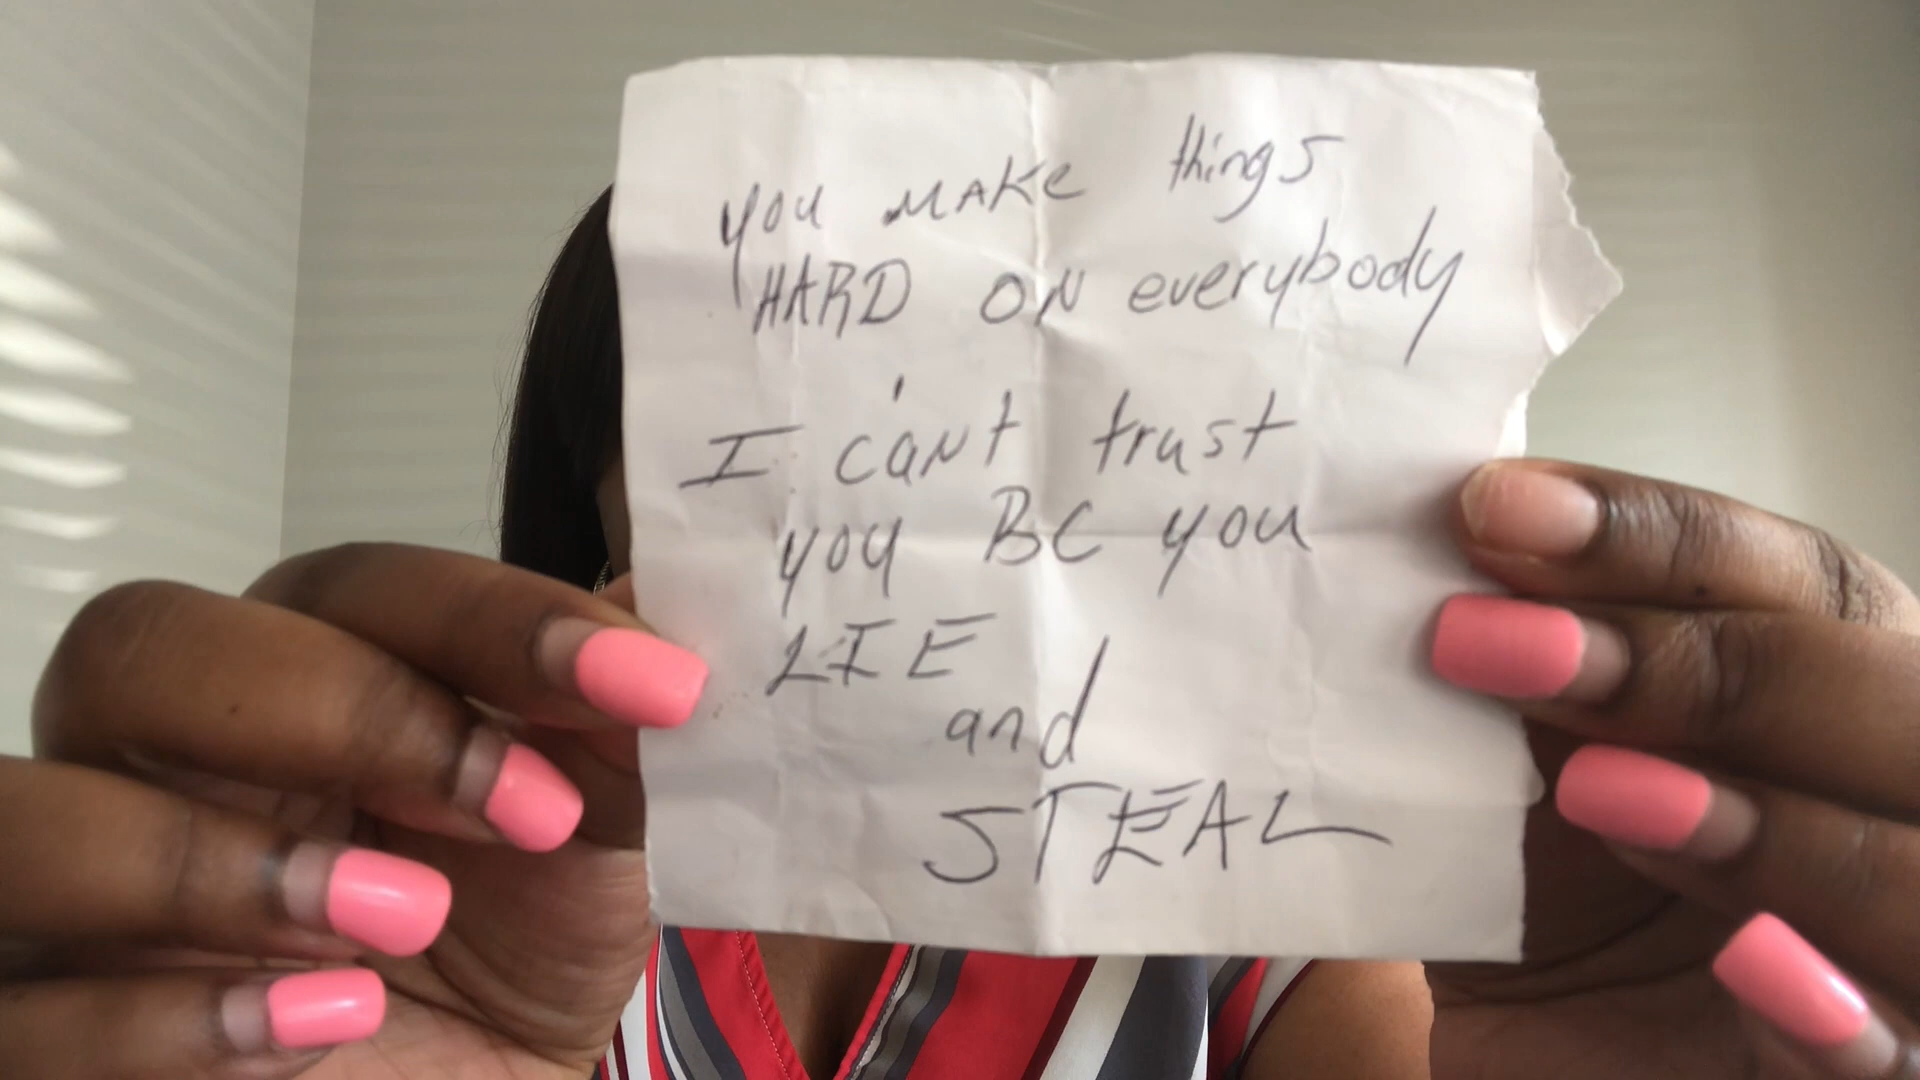 you MAKe things
HARD ON everybody
I can't trust
you BC you
LIE
and
STEAL